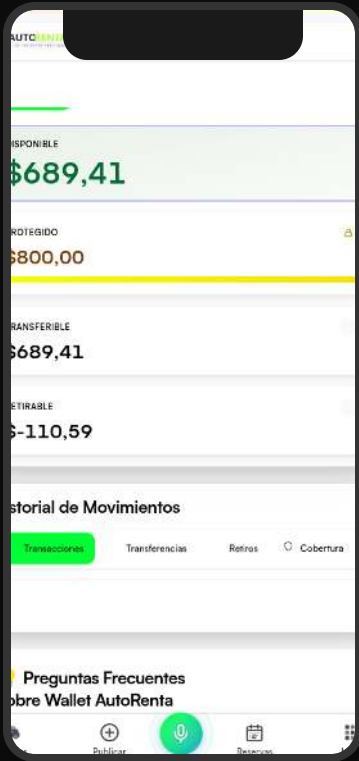 AUTORENTA
ISPONIBLE
$689,41
ROTEGIDO
$800,00
RANSFERIBLE
$689,41
ETIRABLE
$-110,59
storial de Movimientos
Transacciones Transferencias Retiros Cobertura
Preguntas Frecuentes
obre Wallet AutoRenta
Publicar Reservas